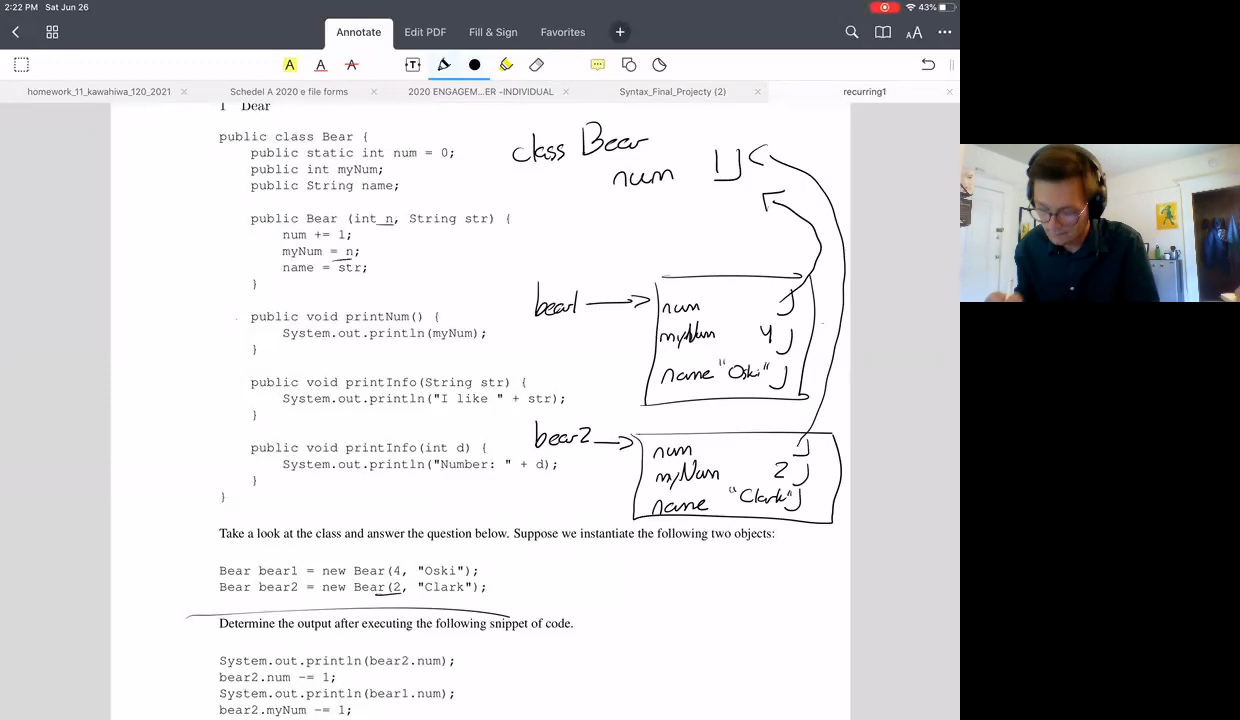 2:22 PM Sat Jun 26
43%
Annotate Edit PDF Fill & Sign Favorites
homework_11_kawahiwa_120_2021 Schedel A 2020 e file forms 2020 ENGAGEM...ER -INDIVIDUAL Syntax_Final_Projecty (2) recurring1
1 Bear
public class Bear {
public static int num = 0;
public int myNum;
public String name;
public Bear (int n, String str) {
num += 1;
myNum = n;
name = str;
}
public void printNum() {
System.out.println(myNum);
}
public void printInfo(String str) {
System.out.println("I like " + str);
}
public void printInfo(int d) {
System.out.println("Number: " + d);
}
}
class Bear
num 1
bear1
num
myNum 4
name "Oski"
bear2
num
myNum 2
name "Clark"
Take a look at the class and answer the question below. Suppose we instantiate the following two objects:
Bear bear1 = new Bear(4, "Oski");
Bear bear2 = new Bear(2, "Clark");
Determine the output after executing the following snippet of code.
System.out.println(bear2.num);
bear2.num -= 1;
System.out.println(bear1.num);
bear2.myNum -= 1;